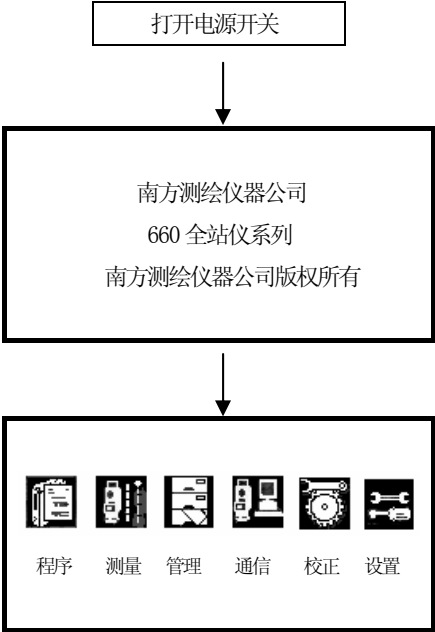 打开电源开关
南方测绘仪器公司
660 全站仪系列
南方测绘仪器公司版权所有
程序 测量 管理 通信 校正 设置